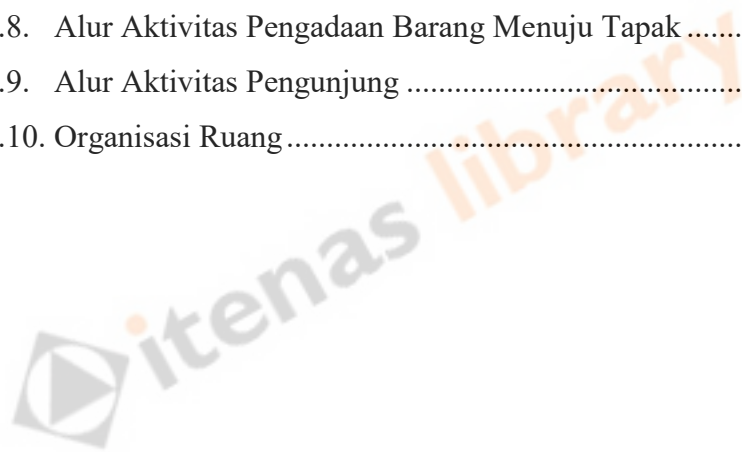 .8. Alur Aktivitas Pengadaan Barang Menuju Tapak .......
.9. Alur Aktivitas Pengunjung ..........................................
.10. Organisasi Ruang .........................................................
itenas library